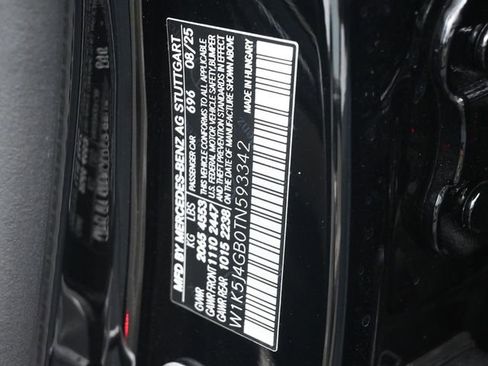 MFD. BY MERCEDES-BENZ AG STUTTGART
KG LBS PASSENGER CAR 696 08/25
GVWR 2065 4553 THIS VEHICLE CONFORMS TO ALL APPLICABLE
GAWR FRONT 1110 2447 U.S. FEDERAL MOTOR VEHICLE SAFETY, BUMPER
GAWR REAR 1015 2238 AND THEFT PREVENTION STANDARDS IN EFFECT
ON THE DATE OF MANUFACTURE SHOWN ABOVE
W1K5J4GB0TN593342 MADE IN HUNGARY